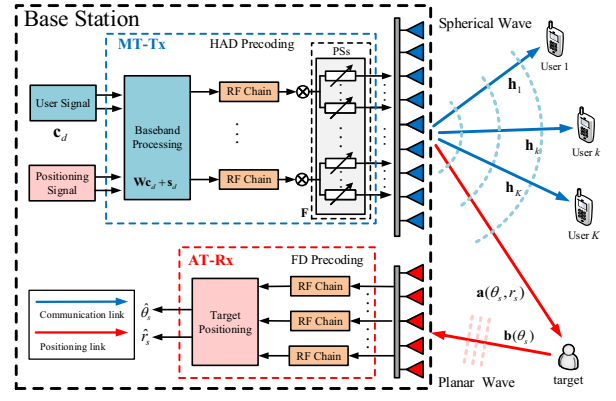 Base Station
MT-Tx
HAD Precoding
PSs
Spherical Wave
User Signal
c_d
Positioning
Signal
Baseband
Processing
Wc_d + s_d
RF Chain
RF Chain
F
h_1
h_k
h_K
User 1
User k
User K
AT-Rx
FD Precoding
Target
Positioning
RF Chain
RF Chain
RF Chain
θ̂_s
r̂_s
Communication link
Positioning link
a(θ_s, r_s)
b(θ_s)
Planar Wave
target